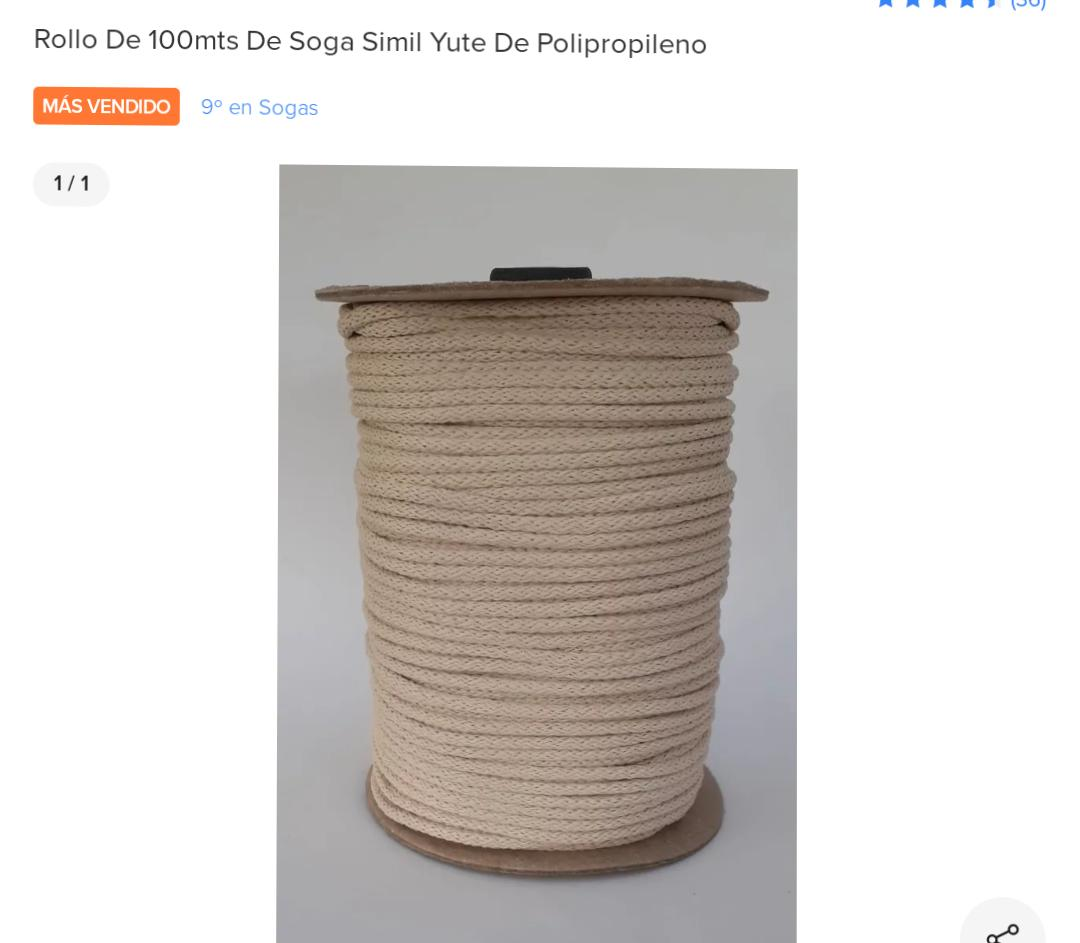 Rollo De 100mts De Soga Simil Yute De Polipropileno
MÁS VENDIDO
9º en Sogas
1 / 1